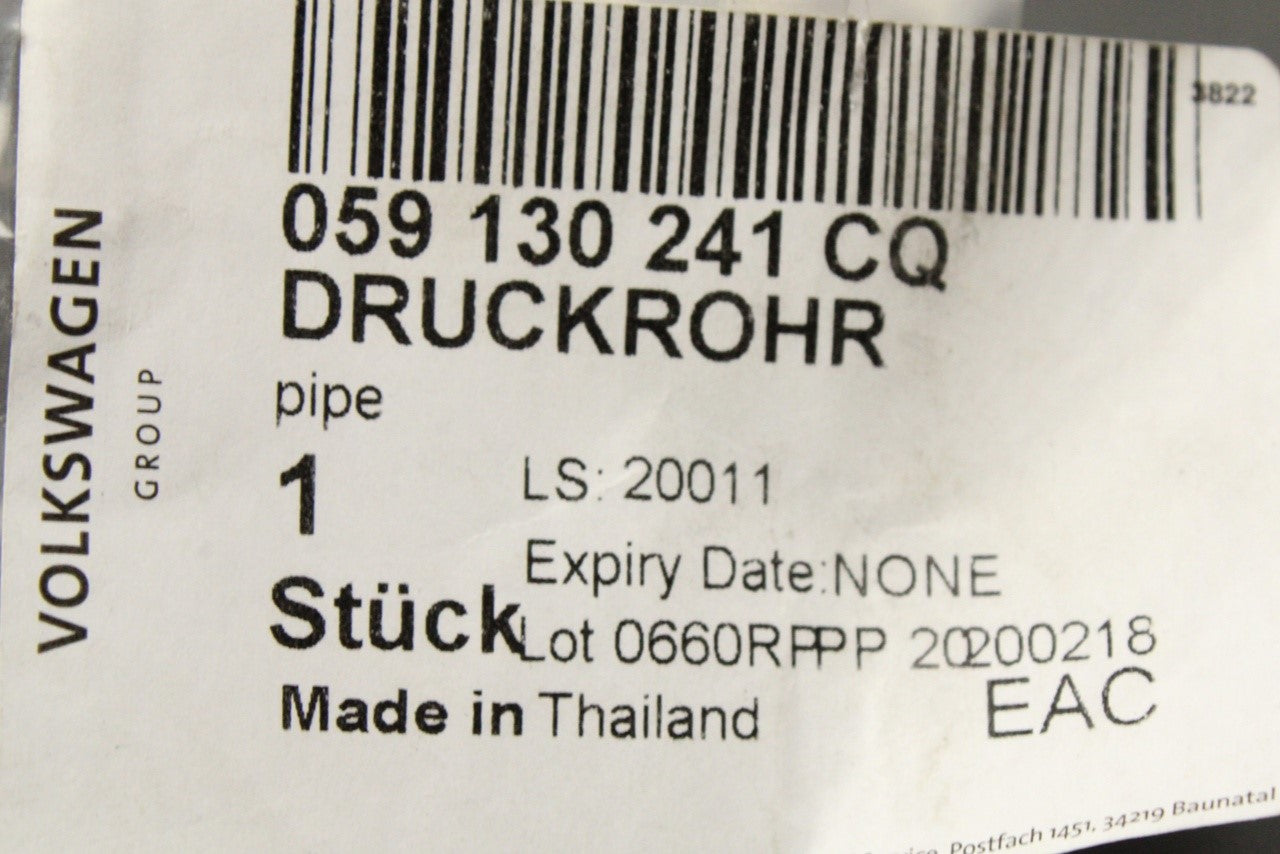 3822
059 130 241 CQ
DRUCKROHR
pipe
1
LS: 20011
Expiry Date:NONE
Stück
Lot 0660RPPP 20200218
EAC
Made in Thailand
VOLKSWAGEN
GROUP
Postfach 1451, 34219 Baunatal